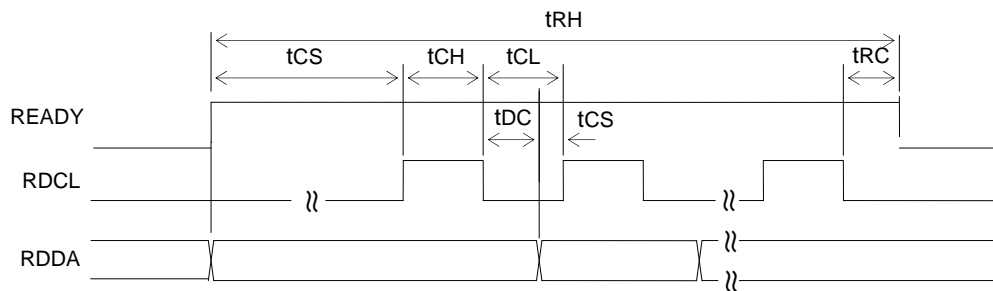 tRH
tCS tCH tCL tRC
READY
tDC tCS
RDCL
RDDA